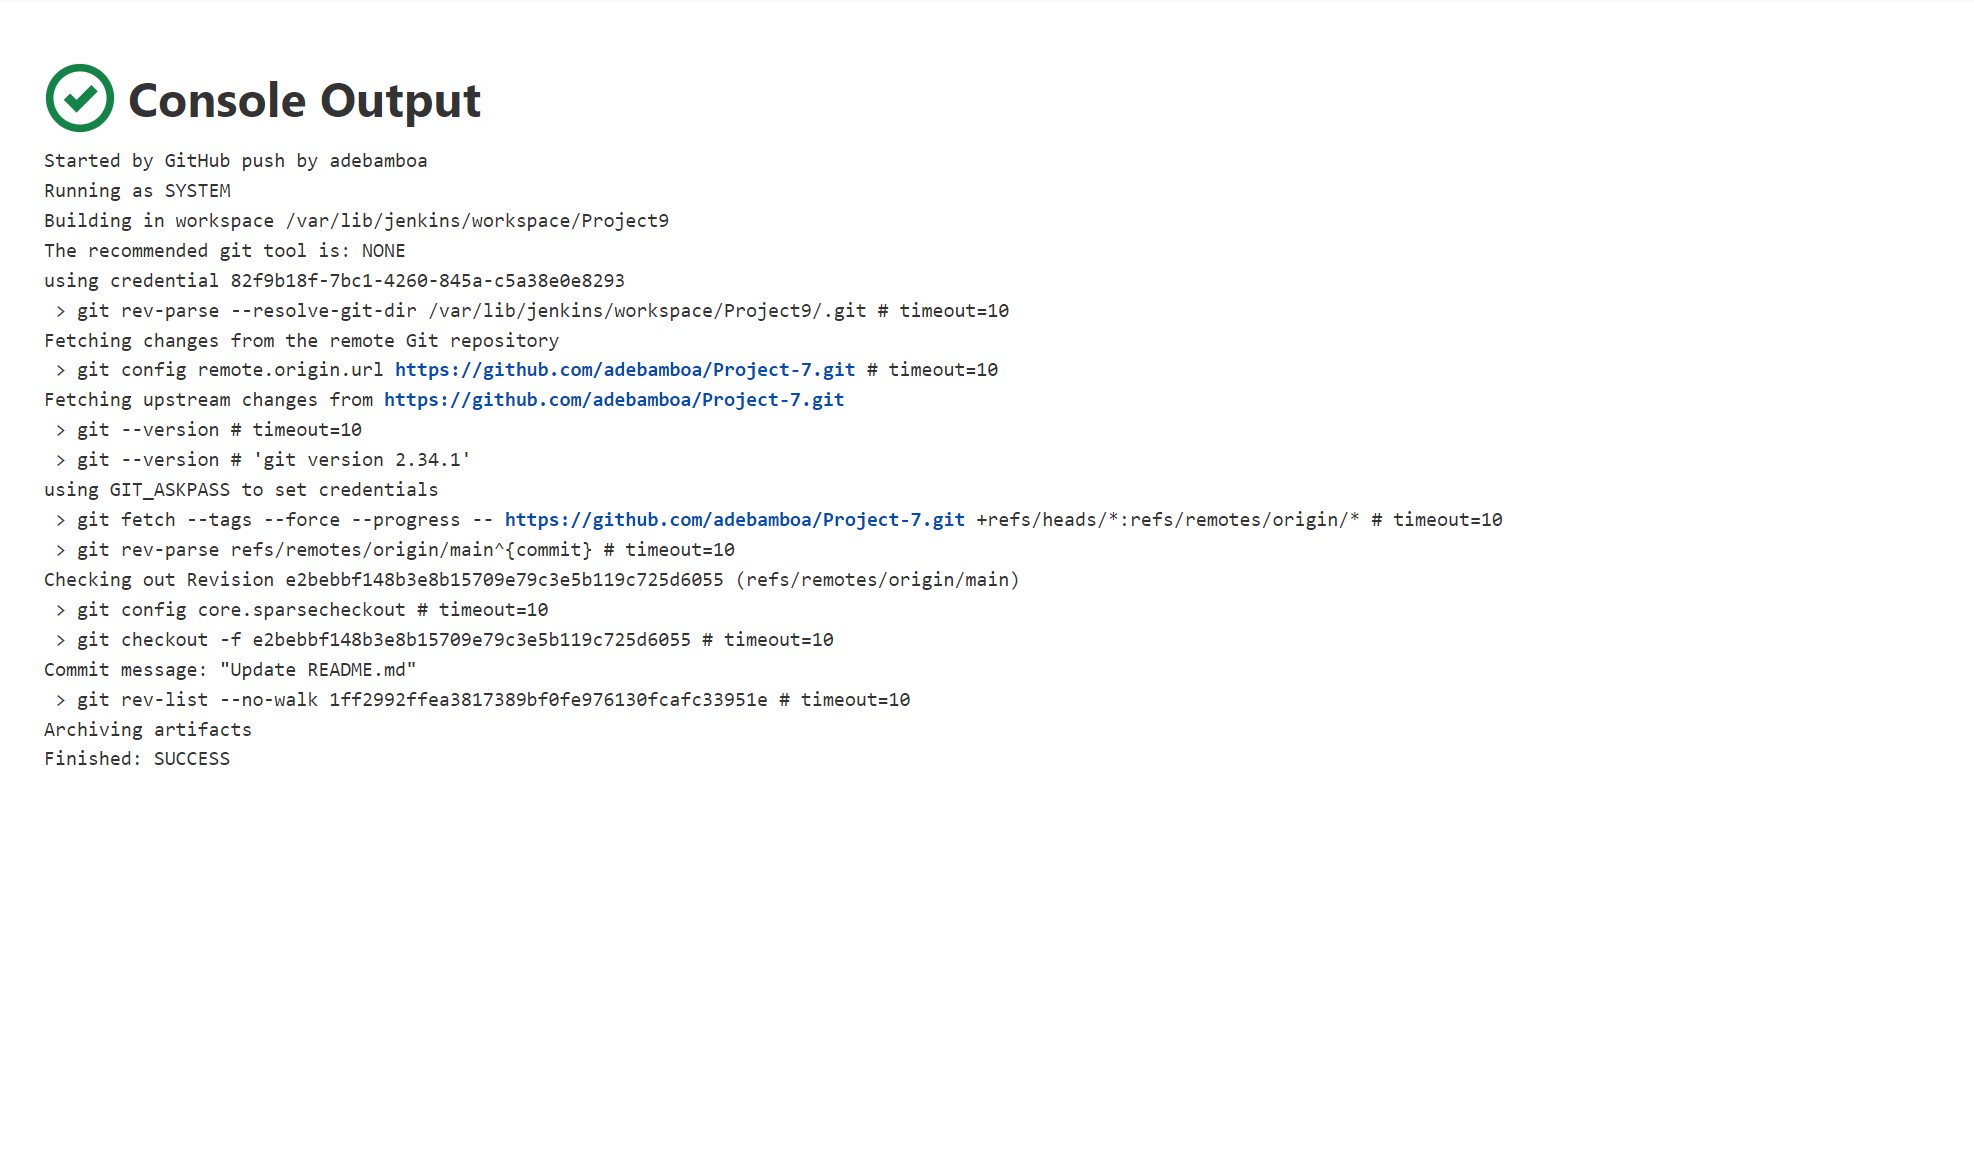 Console Output
Started by GitHub push by adebamboa
Running as SYSTEM
Building in workspace /var/lib/jenkins/workspace/Project9
The recommended git tool is: NONE
using credential 82f9b18f-7bc1-4260-845a-c5a38e0e8293
> git rev-parse --resolve-git-dir /var/lib/jenkins/workspace/Project9/.git # timeout=10
Fetching changes from the remote Git repository
> git config remote.origin.url https://github.com/adebamboa/Project-7.git # timeout=10
Fetching upstream changes from https://github.com/adebamboa/Project-7.git
> git --version # timeout=10
> git --version # 'git version 2.34.1'
using GIT_ASKPASS to set credentials
> git fetch --tags --force --progress -- https://github.com/adebamboa/Project-7.git +refs/heads/*:refs/remotes/origin/* # timeout=10
> git rev-parse refs/remotes/origin/main^{commit} # timeout=10
Checking out Revision e2bebbf148b3e8b15709e79c3e5b119c725d6055 (refs/remotes/origin/main)
> git config core.sparsecheckout # timeout=10
> git checkout -f e2bebbf148b3e8b15709e79c3e5b119c725d6055 # timeout=10
Commit message: "Update README.md"
> git rev-list --no-walk 1ff2992ffea3817389bf0fe976130fcafc33951e # timeout=10
Archiving artifacts
Finished: SUCCESS